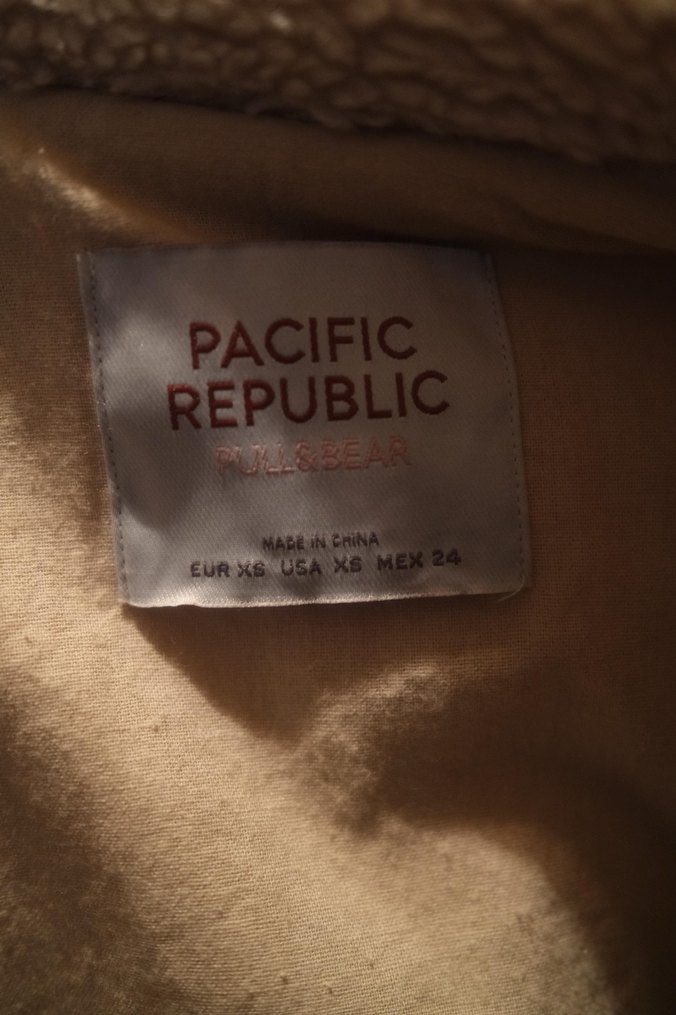 PACIFIC
REPUBLIC
PULL&BEAR
MADE IN CHINA
EUR XS USA XS MEX 24